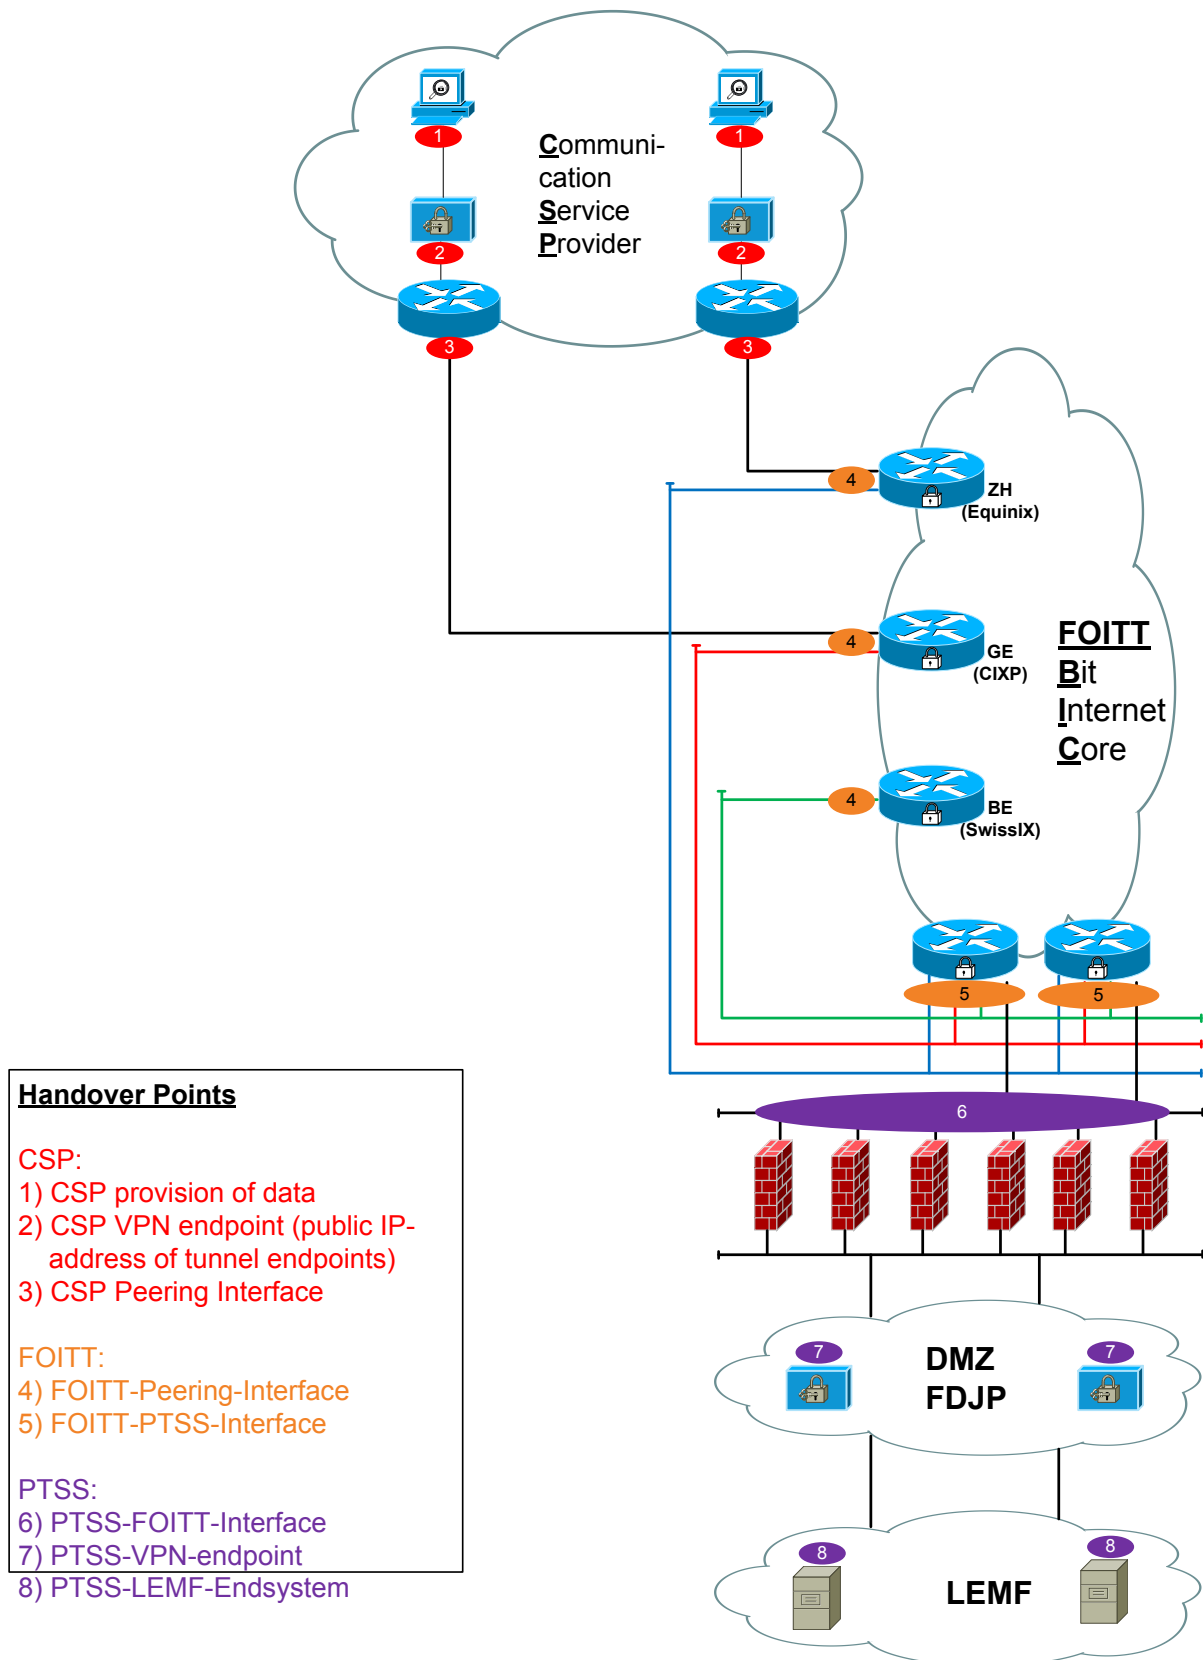 1
1
Communi-
cation
Service
Provider
2
2
3
3
4
ZH
(Equinix)
4
GE
(CIXP)
FOITT
Bit
Internet
Core
4
BE
(SwissIX)
5
5
6
Handover Points
CSP:
1) CSP provision of data
2) CSP VPN endpoint (public IP-
address of tunnel endpoints)
3) CSP Peering Interface
FOITT:
4) FOITT-Peering-Interface
5) FOITT-PTSS-Interface
PTSS:
6) PTSS-FOITT-Interface
7) PTSS-VPN-endpoint
8) PTSS-LEMF-Endsystem
7
DMZ
FDJP
7
8
LEMF
8